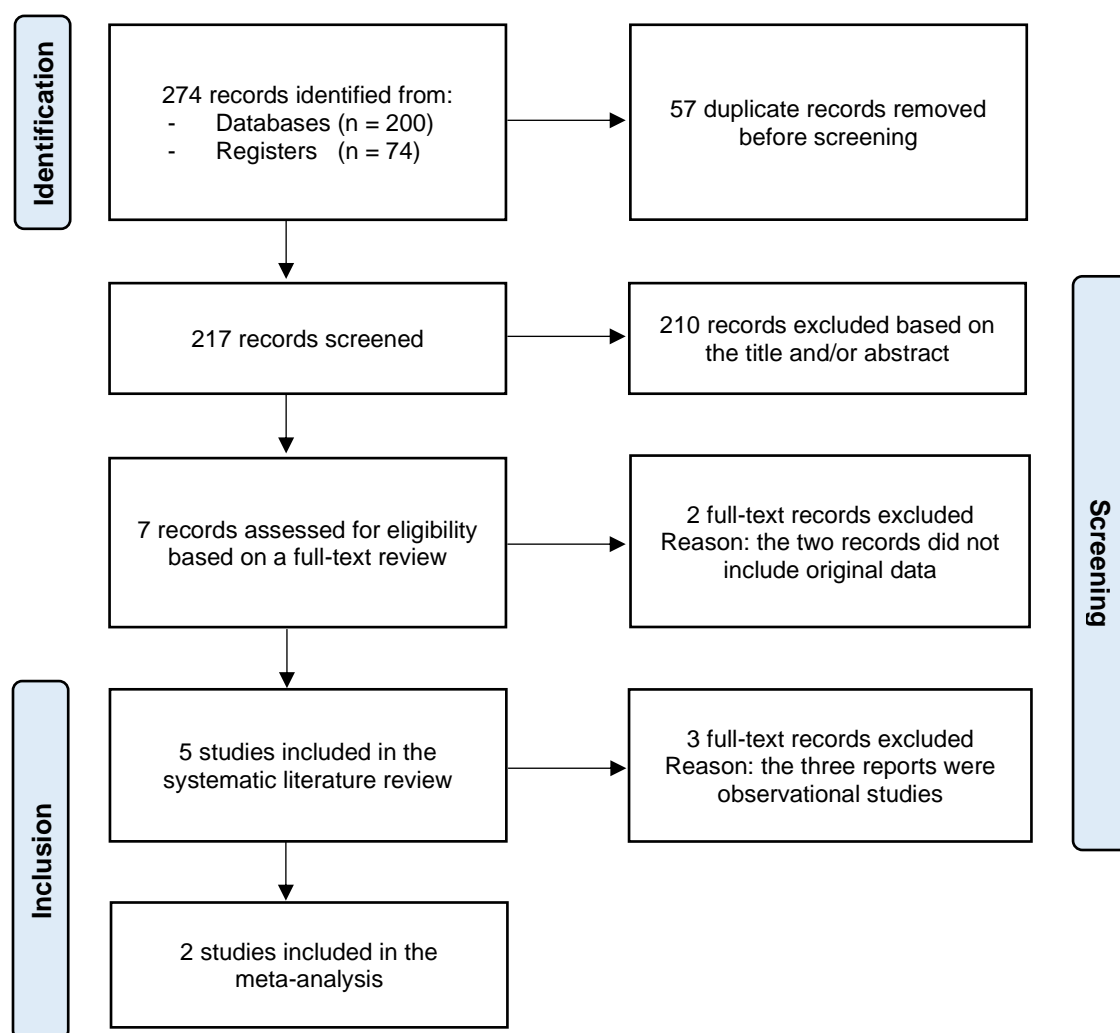 Identification
274 records identified from:
- Databases (n = 200)
- Registers (n = 74)
57 duplicate records removed
before screening
217 records screened
210 records excluded based on
the title and/or abstract
Screening
7 records assessed for eligibility
based on a full-text review
2 full-text records excluded
Reason: the two records did not
include original data
Inclusion
5 studies included in the
systematic literature review
3 full-text records excluded
Reason: the three reports were
observational studies
2 studies included in the
meta-analysis